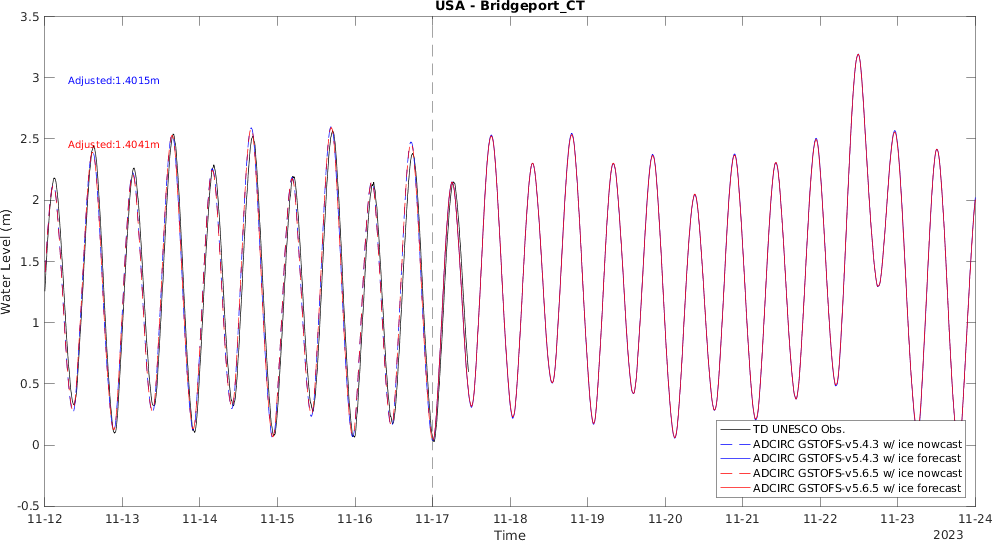 USA - Bridgeport_CT
3.5
3
2.5
2
1.5
1
0.5
0
-0.5
Water Level (m)
Adjusted:1.4015m
Adjusted:1.4041m
TD UNESCO Obs.
ADCIRC GSTOFS-v5.4.3 w/ ice nowcast
ADCIRC GSTOFS-v5.4.3 w/ ice forecast
ADCIRC GSTOFS-v5.6.5 w/ ice nowcast
ADCIRC GSTOFS-v5.6.5 w/ ice forecast
11-12 11-13 11-14 11-15 11-16 11-17 11-18 11-19 11-20 11-21 11-22 11-23 11-24
Time
2023